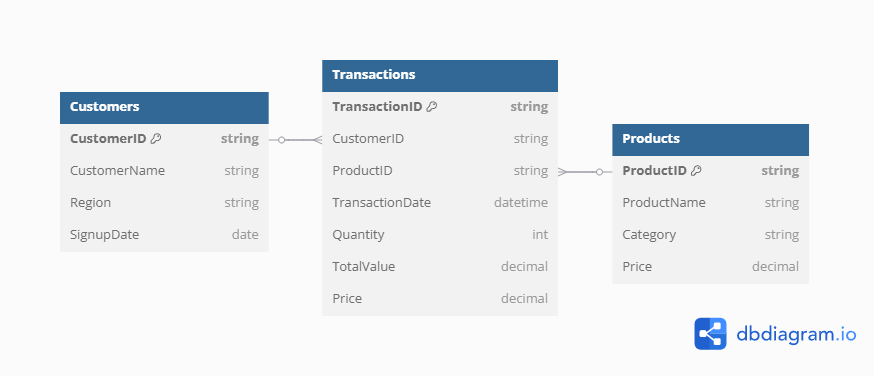 Customers
CustomerID string
CustomerName string
Region string
SignupDate date
Transactions
TransactionID string
CustomerID string
ProductID string
TransactionDate datetime
Quantity int
TotalValue decimal
Price decimal
Products
ProductID string
ProductName string
Category string
Price decimal
dbdiagram.io